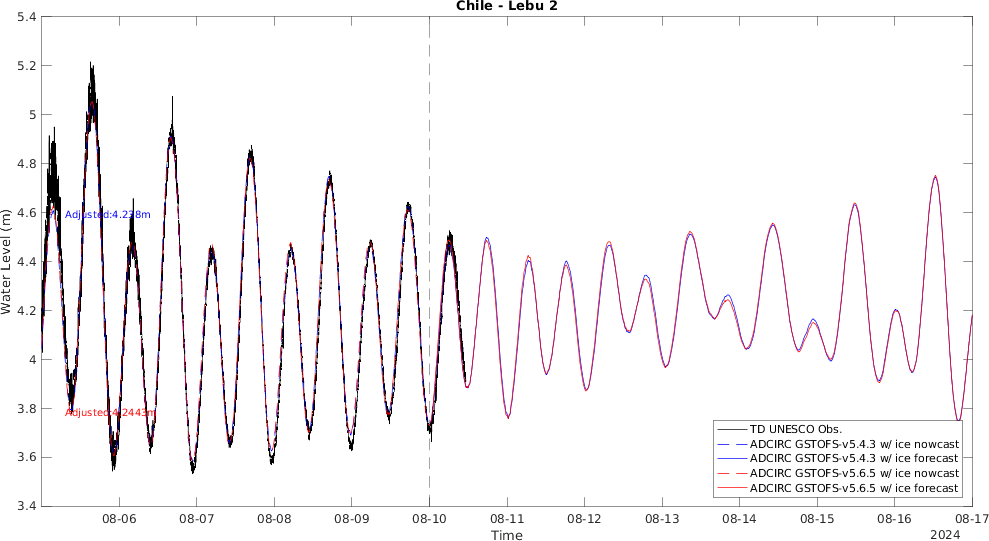 Chile - Lebu 2
5.4
5.2
5
4.8
4.6
4.4
4.2
4
3.8
3.6
3.4
Water Level (m)
Adjusted:4.238m
Adjusted:4.2443m
TD UNESCO Obs.
ADCIRC GSTOFS-v5.4.3 w/ ice nowcast
ADCIRC GSTOFS-v5.4.3 w/ ice forecast
ADCIRC GSTOFS-v5.6.5 w/ ice nowcast
ADCIRC GSTOFS-v5.6.5 w/ ice forecast
08-06 08-07 08-08 08-09 08-10 08-11 08-12 08-13 08-14 08-15 08-16 08-17
Time
2024